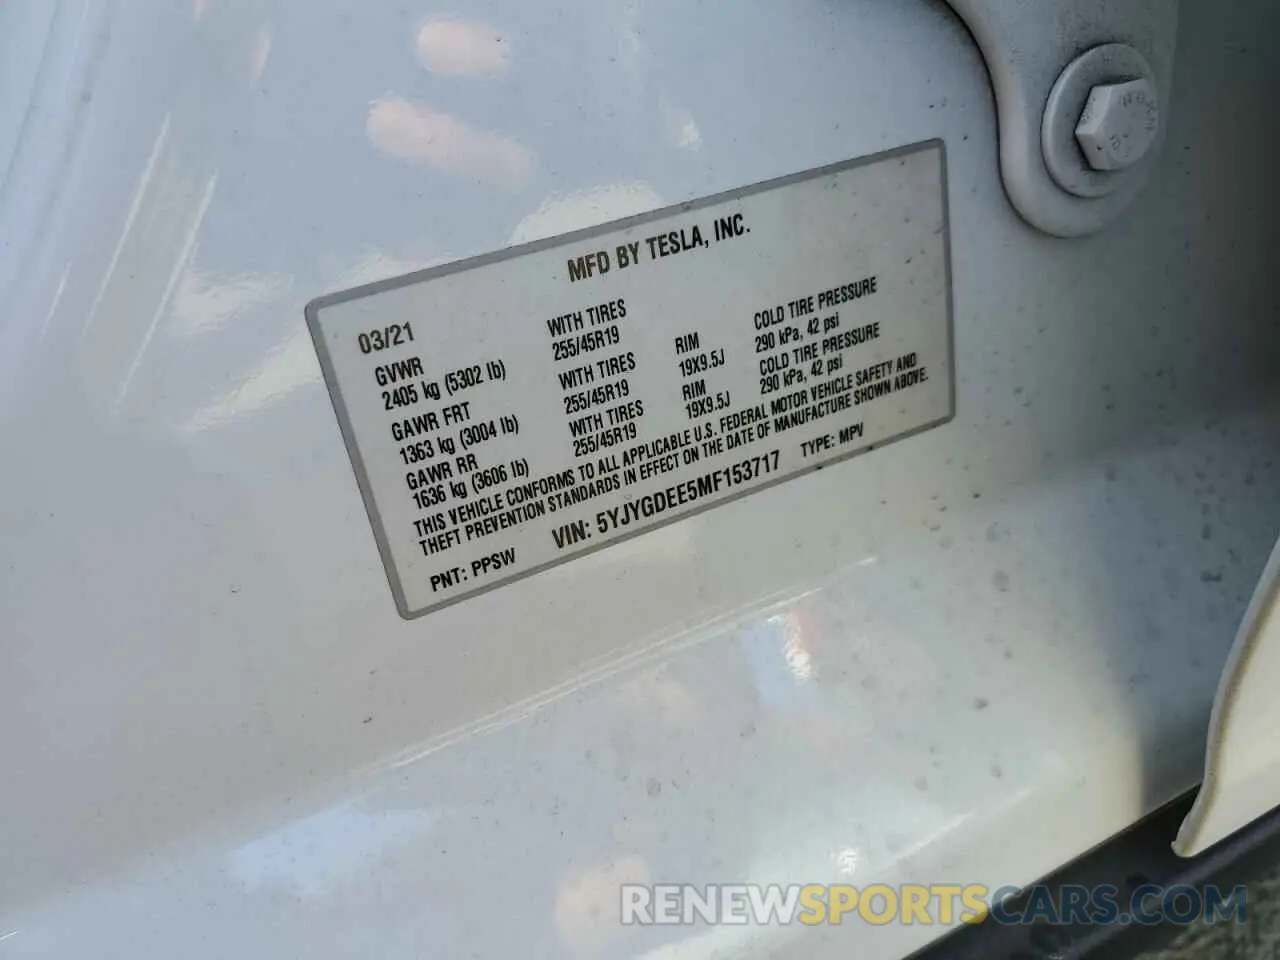 MFD BY TESLA, INC.
03/21
GVWR
2405 kg (5302 lb)
GAWR FRT
1363 kg (3004 lb)
GAWR RR
1636 kg (3606 lb)
WITH TIRES
255/45R19
WITH TIRES
255/45R19
WITH TIRES
255/45R19
RIM
19X9.5J
RIM
19X9.5J
COLD TIRE PRESSURE
290 kPa, 42 psi
COLD TIRE PRESSURE
290 kPa, 42 psi
THIS VEHICLE CONFORMS TO ALL APPLICABLE U.S. FEDERAL MOTOR VEHICLE SAFETY AND
THEFT PREVENTION STANDARDS IN EFFECT ON THE DATE OF MANUFACTURE SHOWN ABOVE.
PNT: PPSW VIN: 5YJYGDEE5MF153717 TYPE: MPV
RENEWSPORTSCARS.COM